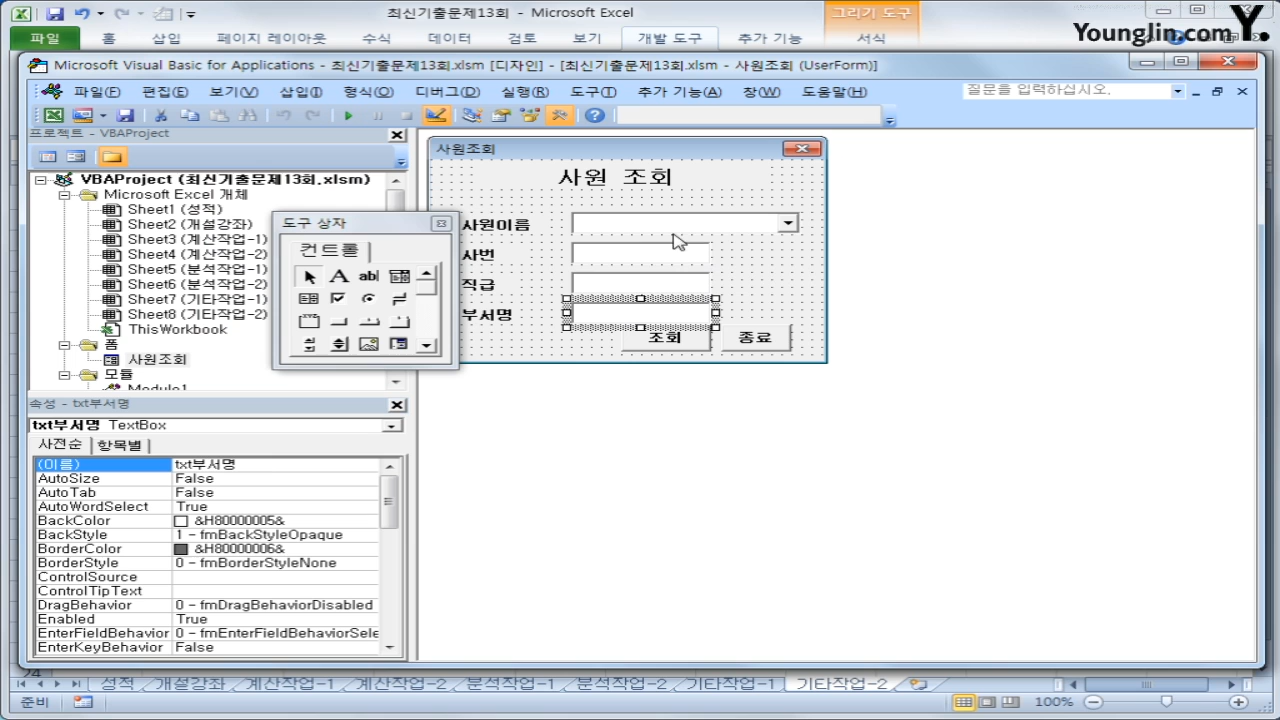 최신기출문제13회 - Microsoft Excel
그리기 도구
Younglin.com Y.
파일 홈 삽입 페이지 레이아웃 수식 데이터 검토 보기 개발 도구 추가 기능 서식
Microsoft Visual Basic for Applications - 최신기출문제13회.xlsm [디자인] - [최신기출문제13회.xlsm - 사원조회 (UserForm)]
파일(F) 편집(E) 보기(V) 삽입(I) 형식(O) 디버그(D) 실행(R) 도구(T) 추가 기능(A) 창(W) 도움말(H)
질문을 입력하십시오.
프로젝트 - VBAProject
VBAProject (최신기출문제13회.xlsm)
Microsoft Excel 개체
Sheet1 (성적)
Sheet2 (개설강좌)
Sheet3 (계산작업-1)
Sheet4 (계산작업-2)
Sheet5 (분석작업-1)
Sheet6 (분석작업-2)
Sheet7 (기타작업-1)
Sheet8 (기타작업-2)
ThisWorkbook
폼
사원조회
모듈
Module1
도구 상자
컨트롤
A ab|
사원조회
사원 조회
사원이름
사번
직급
부서명
조회 종료
속성 - txt부서명
txt부서명 TextBox
사전순 항목별
(이름) txt부서명
AutoSize False
AutoTab False
AutoWordSelect True
BackColor &H80000005&
BackStyle 1 - fmBackStyleOpaque
BorderColor &H80000006&
BorderStyle 0 - fmBorderStyleNone
ControlSource
ControlTipText
DragBehavior 0 - fmDragBehaviorDisabled
Enabled True
EnterFieldBehavior 0 - fmEnterFieldBehaviorSele
EnterKeyBehavior False
24
성적 개설강좌 계산작업-1 계산작업-2 분석작업-1 분석작업-2 기타작업-1 기타작업-2
준비 100%